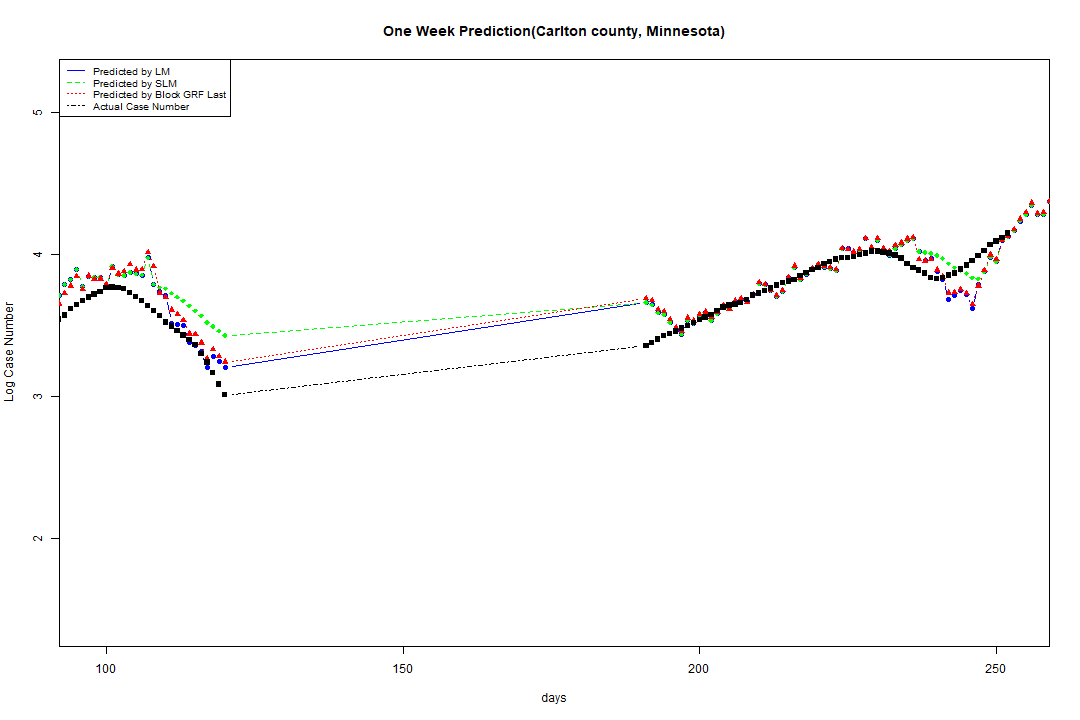 One Week Prediction(Carlton county, Minnesota)
Predicted by LM
Predicted by SLM
Predicted by Block GRF Last
Actual Case Number
5
4
3
2
Log Case Number
100
150
200
250
days